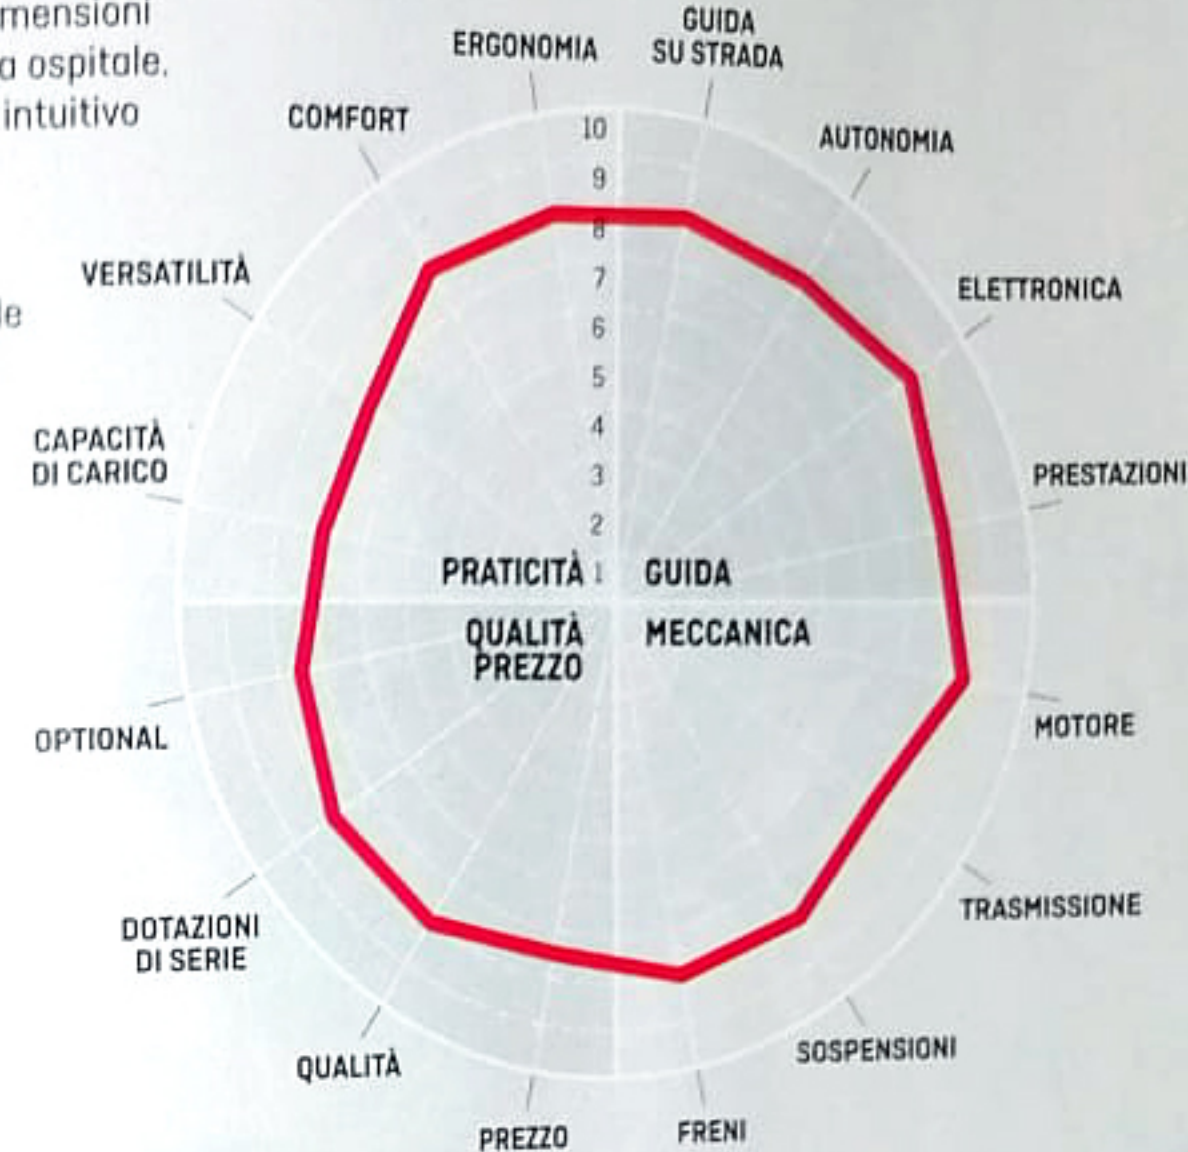 mensioni
a ospitale.
intuitivo
le
GUIDA
SU STRADA
ERGONOMIA
COMFORT
AUTONOMIA
VERSATILITÀ
ELETTRONICA
CAPACITÀ
DI CARICO
PRESTAZIONI
10
9
8
7
6
5
4
3
2
1
PRATICITÀ
GUIDA
QUALITÀ
PREZZO
MECCANICA
OPTIONAL
MOTORE
DOTAZIONI
DI SERIE
TRASMISSIONE
QUALITÀ
SOSPENSIONI
PREZZO
FRENI